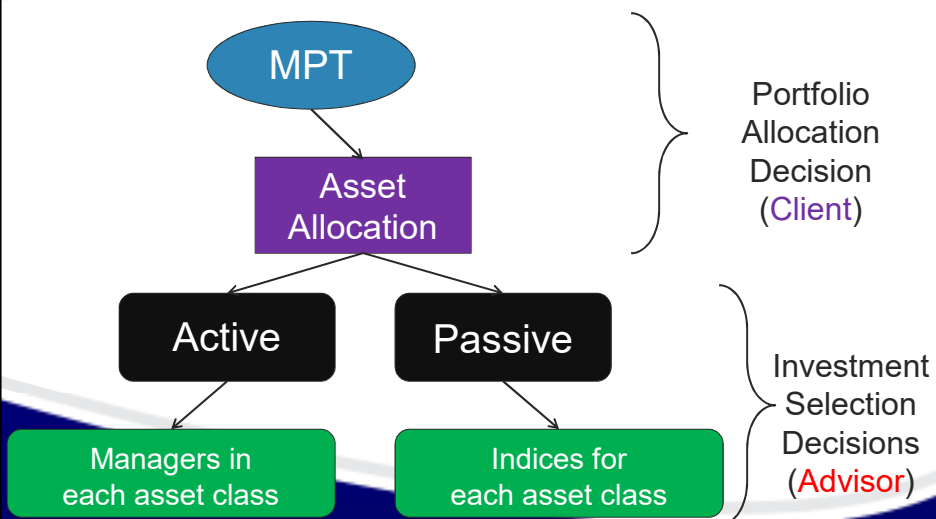 MPT
Portfolio
Allocation
Decision
(Client)
Asset
Allocation
Active
Passive
Investment
Selection
Decisions
(Advisor)
Managers in
each asset class
Indices for
each asset class